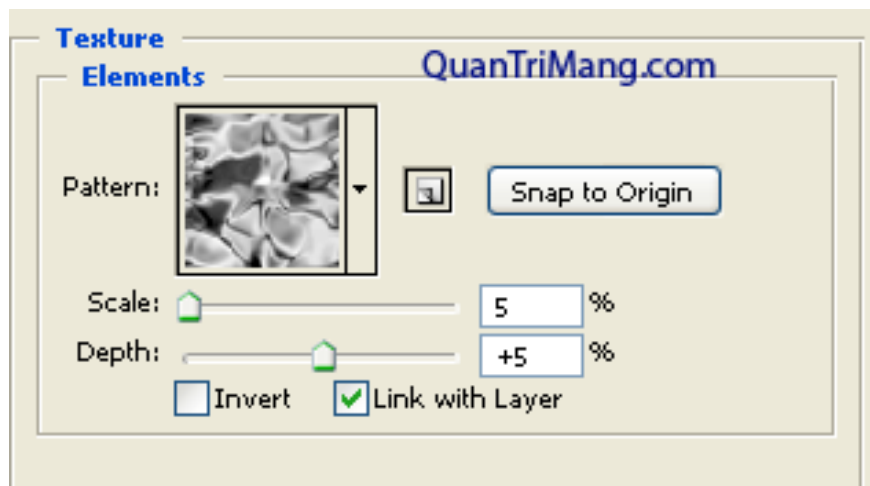 Texture
QuanTriMang.com
Elements
Pattern:
Snap to Origin
Scale: 5 %
Depth: +5 %
Invert Link with Layer